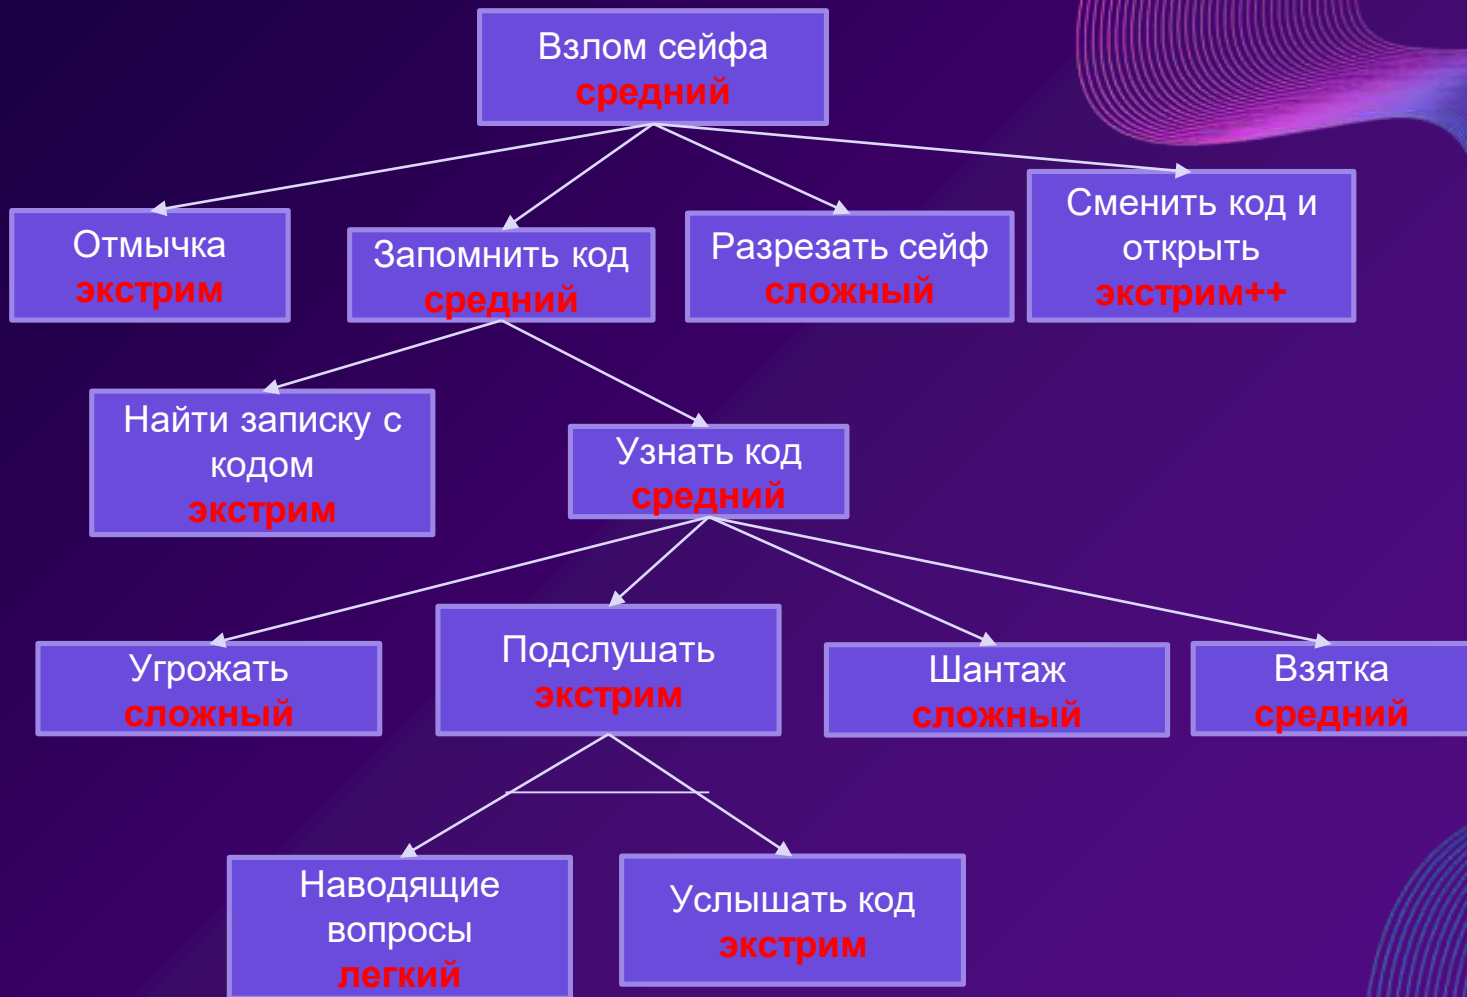 Взлом сейфа
средний
Отмычка
экстрим
Запомнить код
средний
Разрезать сейф
сложный
Сменить код и
открыть
экстрим++
Найти записку с
кодом
экстрим
Узнать код
средний
Угрожать
сложный
Подслушать
экстрим
Шантаж
сложный
Взятка
средний
Наводящие
вопросы
легкий
Услышать код
экстрим